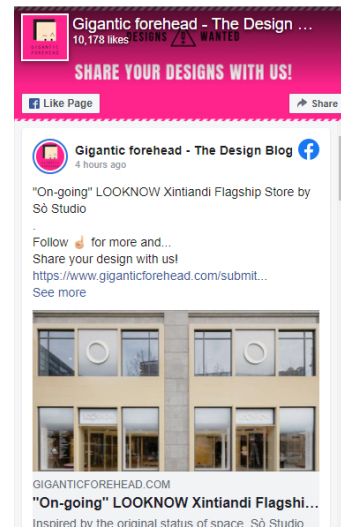 Gigantic forehead - The Design ...
10,178 likes
DESIGNS WANTED
SHARE YOUR DESIGNS WITH US!
Like Page
Share
Gigantic forehead - The Design Blog
4 hours ago
"On-going" LOOKNOW Xintiandi Flagship Store by
Sò Studio
.
Follow ☝🏼 for more and...
Share your design with us!
https://www.giganticforehead.com/submit...
See more
GIGANTICFOREHEAD.COM
"On-going" LOOKNOW Xintiandi Flagshi...
Inspired by the original status of space, Sò Studio